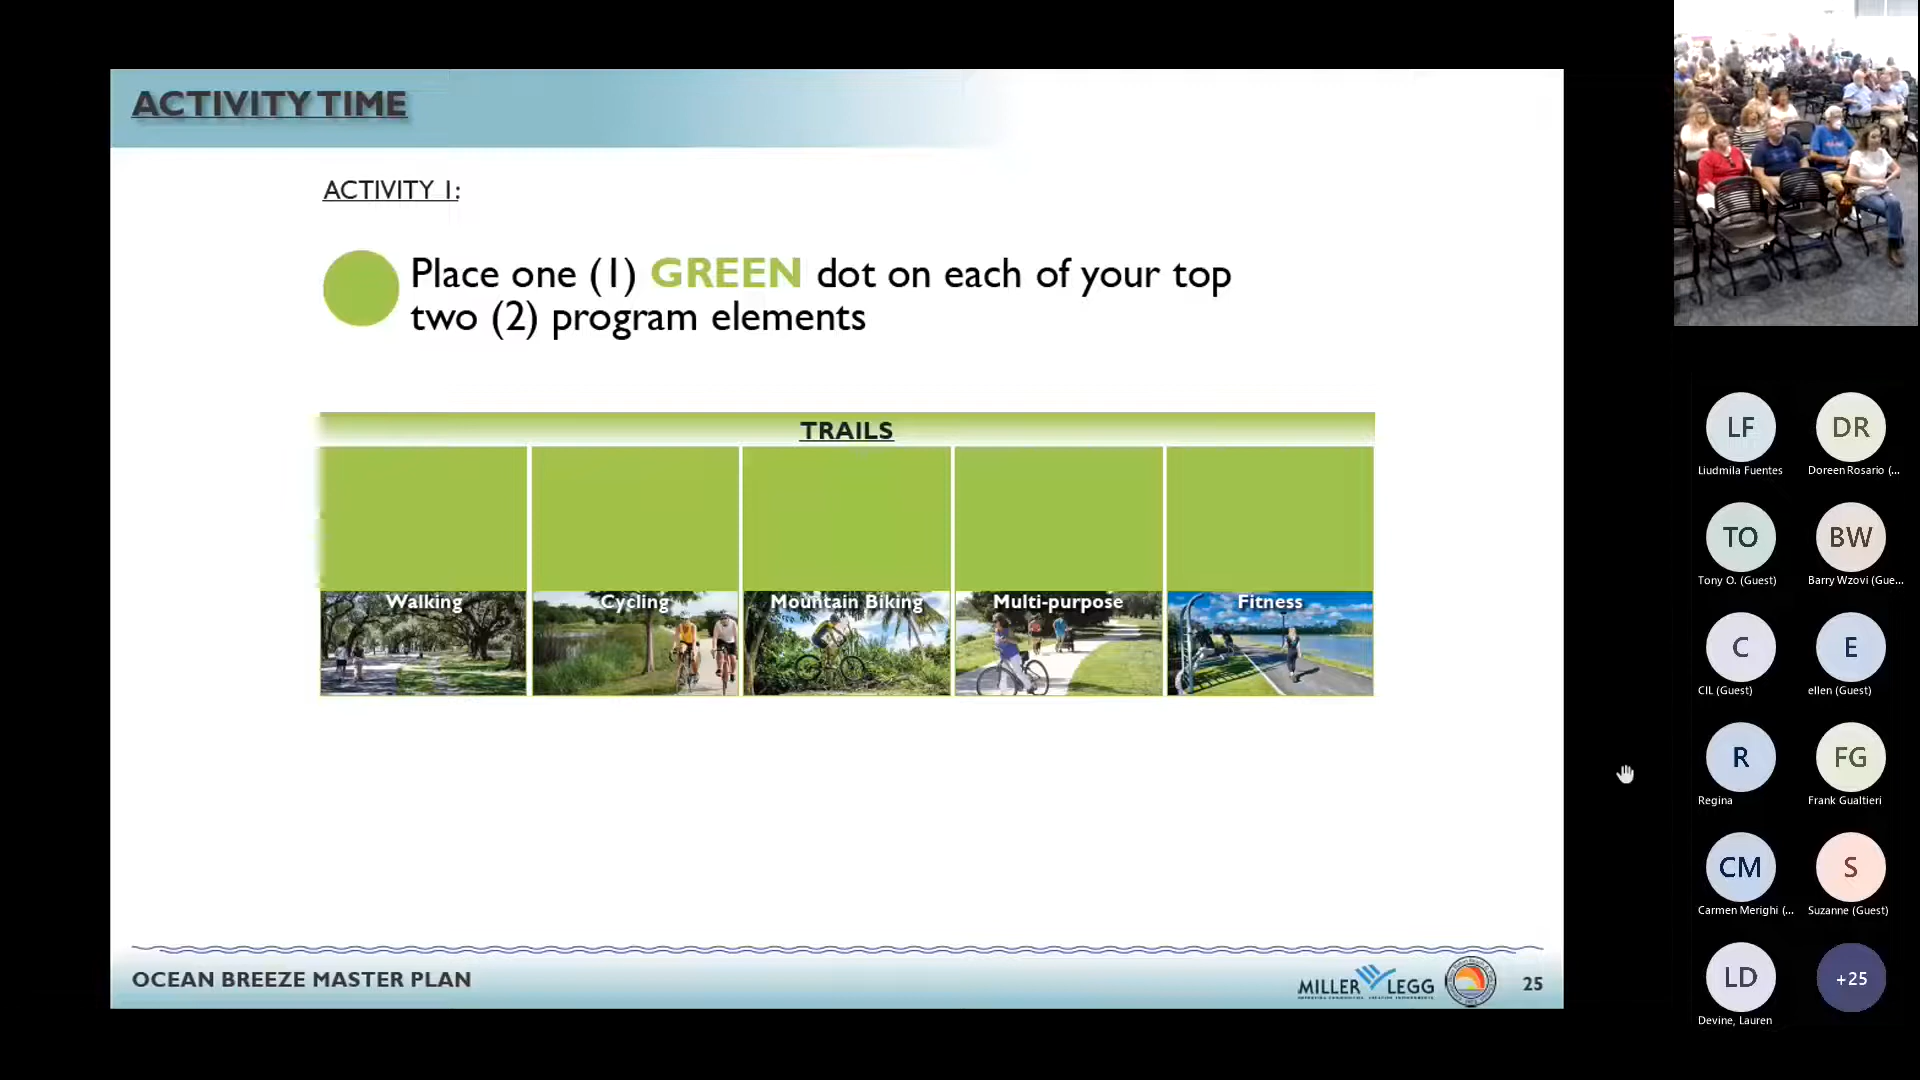 ACTIVITY TIME
ACTIVITY 1:
Place one (1) GREEN dot on each of your top
two (2) program elements
TRAILS
Walking
Cycling
Mountain Biking
Multi-purpose
Fitness
OCEAN BREEZE MASTER PLAN
MILLER LEGG
25
LF
DR
Liudmila Fuentes
Doreen Rosario (...
TO
BW
Tony O. (Guest)
Barry Wzovi (Gue...
C
E
CIL (Guest)
ellen (Guest)
R
FG
Regina
Frank Gualtieri
CM
S
Carmen Merighi (...
Suzanne (Guest)
LD
+25
Devine, Lauren